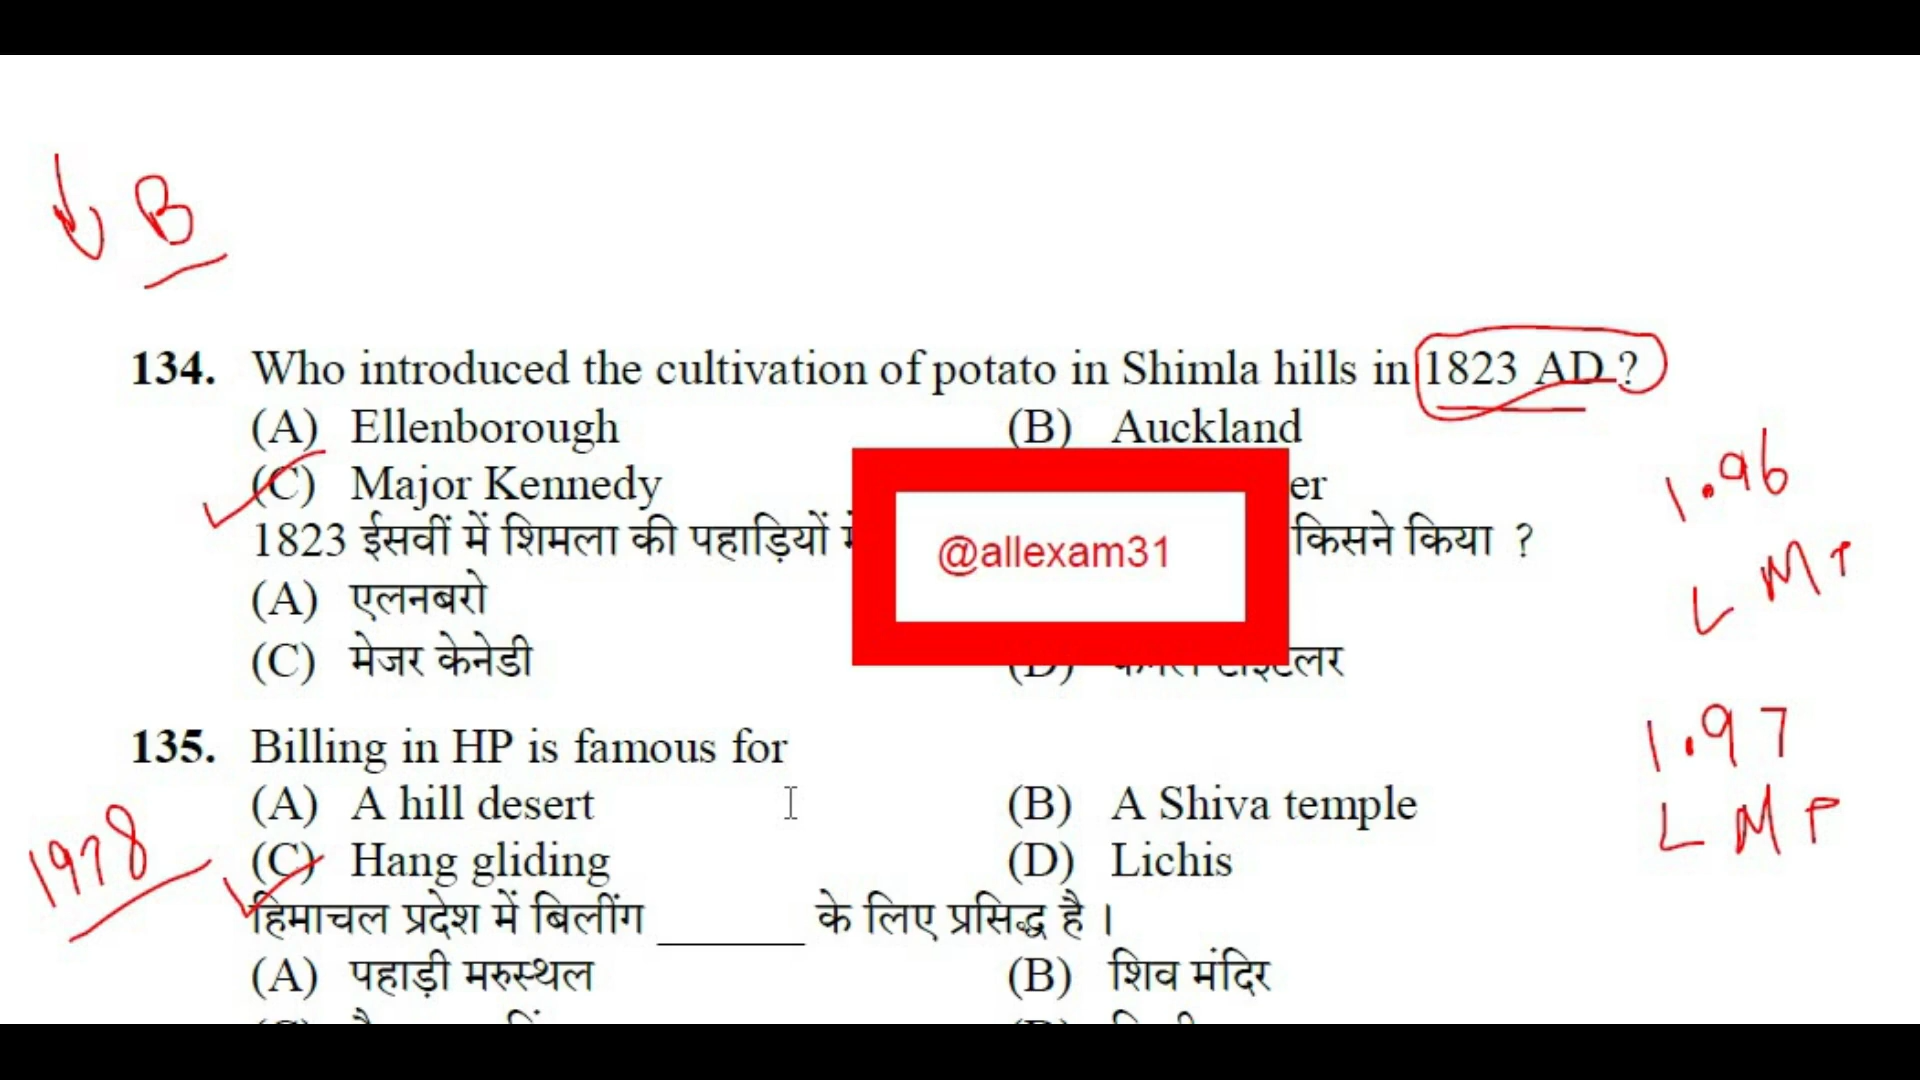 B
134. Who introduced the cultivation of potato in Shimla hills in 1823 AD ?
(A) Ellenborough (B) Auckland
(C) Major Kennedy er
1823 ईसवीं में शिमला की पहाड़ियों में किसने किया ?
@allexam31
(A) एलनबरो
(C) मेजर केनेडी (D) टाइटलर
1.96
L M P
135. Billing in HP is famous for
(A) A hill desert (B) A Shiva temple
(C) Hang gliding (D) Lichis
1978
हिमाचल प्रदेश में बिलींग ______ के लिए प्रसिद्ध है ।
(A) पहाड़ी मरुस्थल (B) शिव मंदिर
1.97
L M P